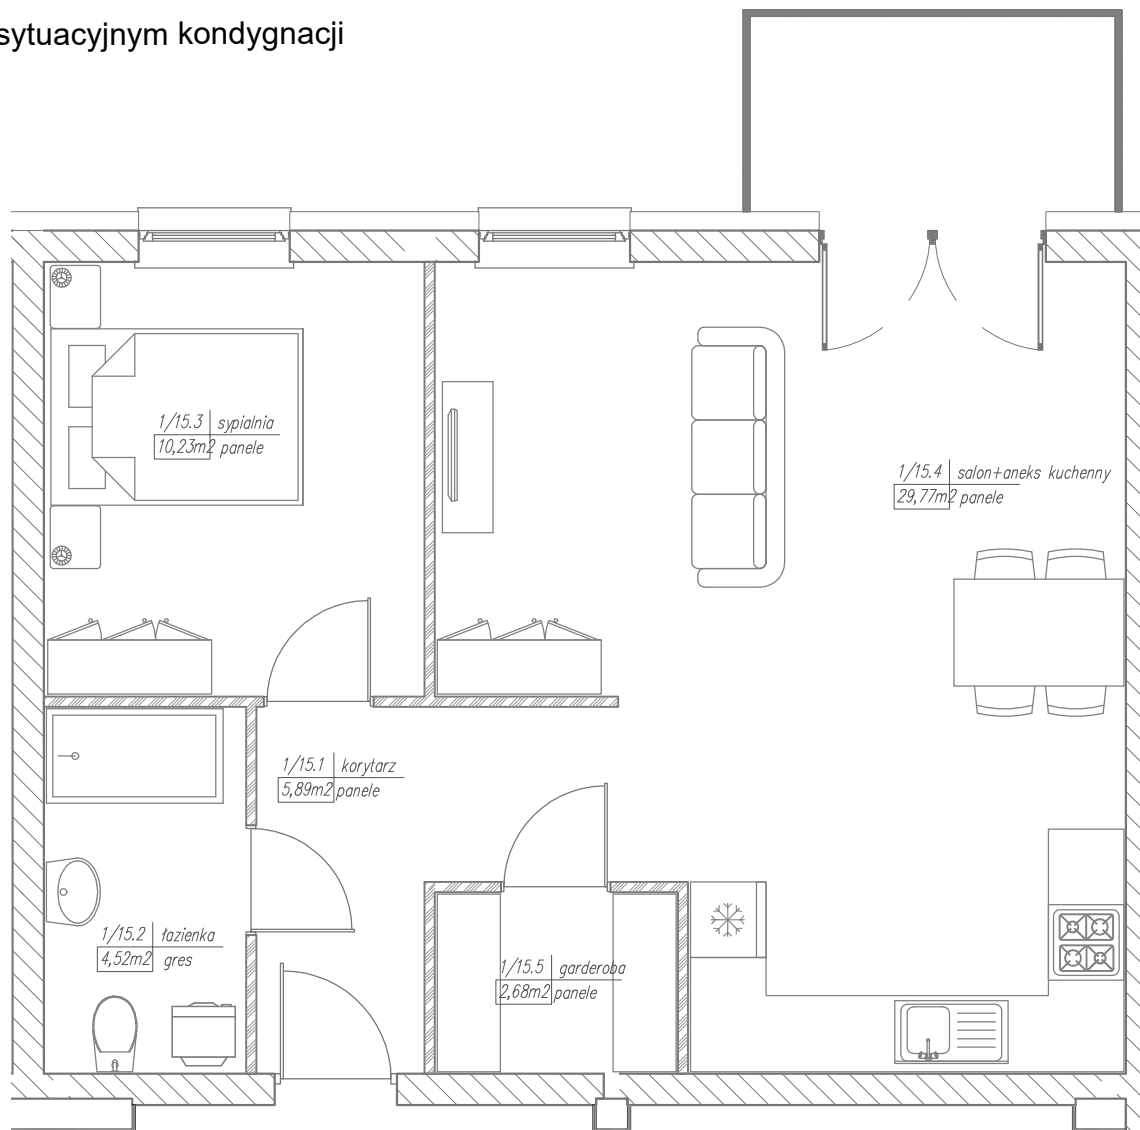 sytuacyjnym kondygnacji
1/15.3 sypialnia
10,23m2 panele
1/15.4 salon+aneks kuchenny
29,77m2 panele
1/15.1 korytarz
5,89m2 panele
1/15.2 łazienka
4,52m2 gres
1/15.5 garderoba
2,68m2 panele